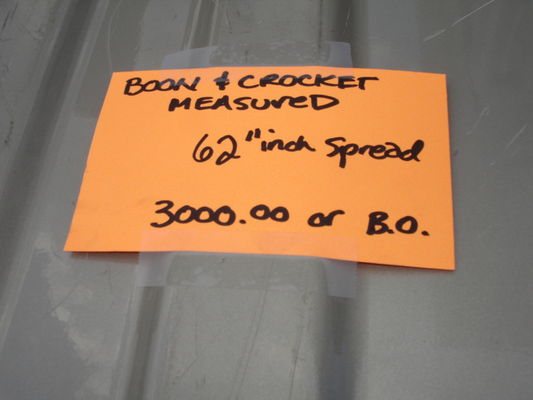 BOON & CROCKET
MEASURED
62" inch Spread
3000.00 or B.O.